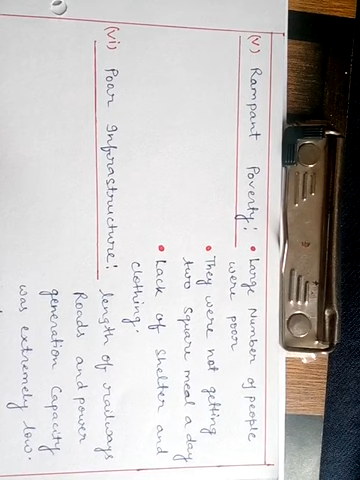 (v) Rampant Poverty! • Large Number of people
were poor
• They were not getting
two square meal a day
• Lack of shelter and
clothing.
(vi) Poor Infrastructure! length of railways
Roads and power
generation Capacity
was extremely low.